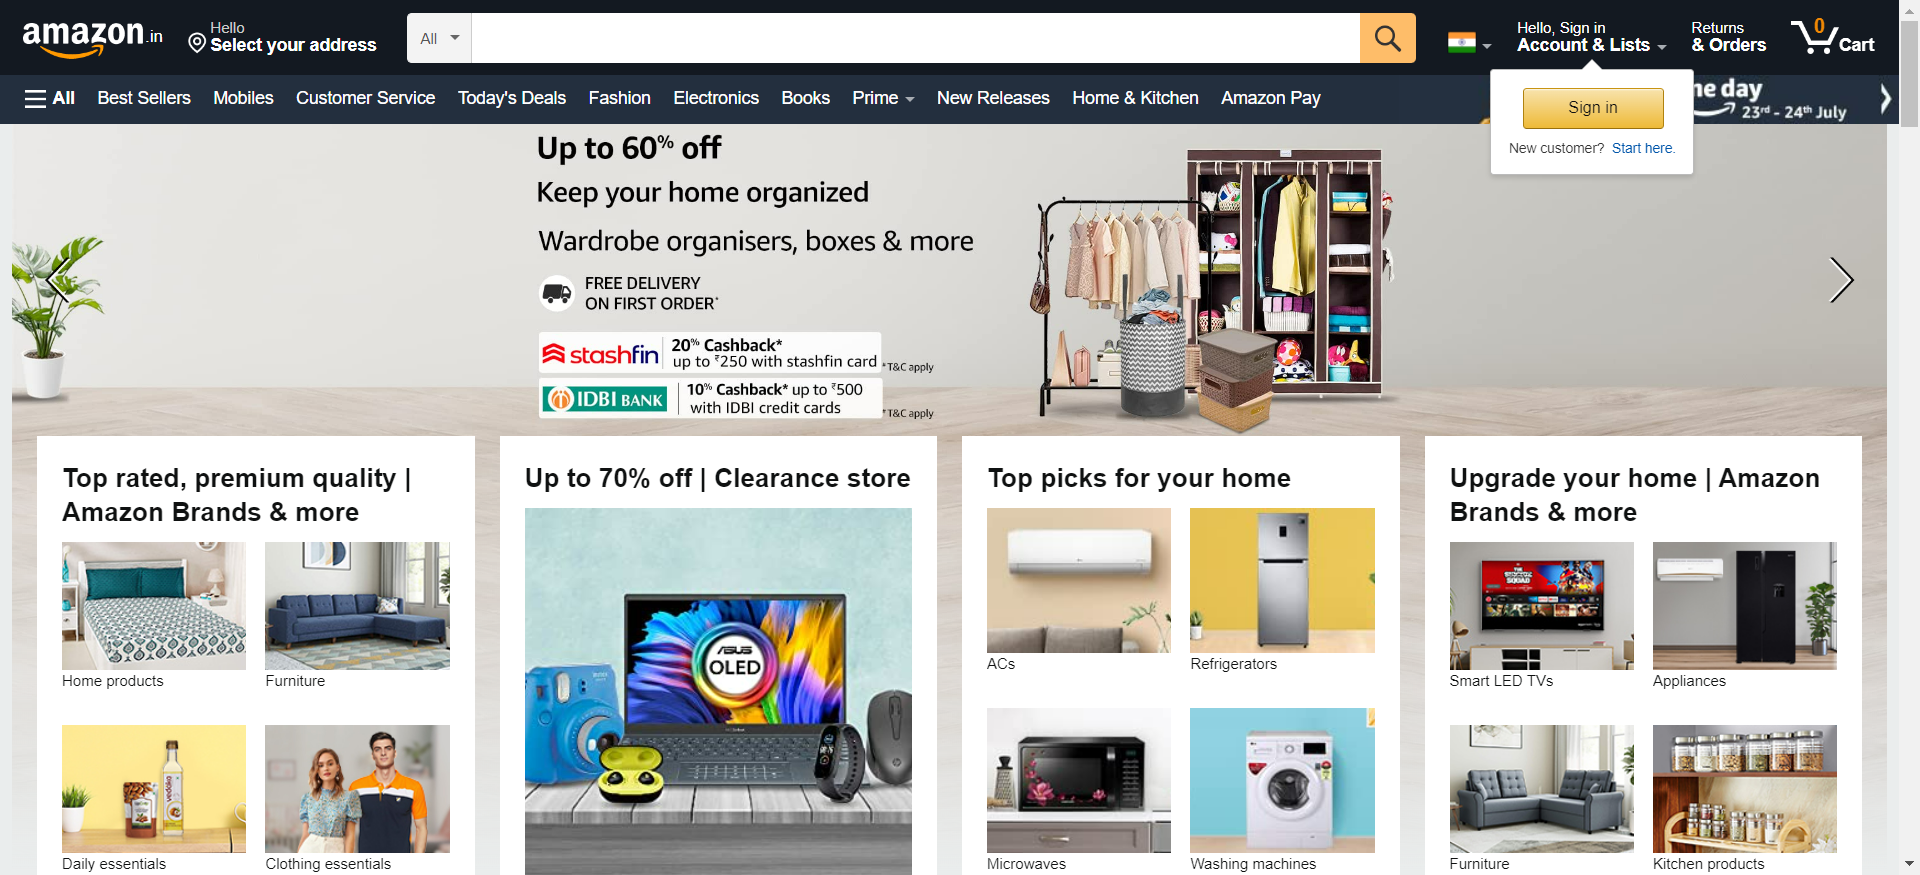 amazon.in
Hello
Select your address
All
Hello, Sign in
Account & Lists
Returns
& Orders
0
Cart
All
Best Sellers
Mobiles
Customer Service
Today's Deals
Fashion
Electronics
Books
Prime
New Releases
Home & Kitchen
Amazon Pay
me day
23rd - 24th July
Sign in
New customer? Start here.
Up to 60% off
Keep your home organized
Wardrobe organisers, boxes & more
FREE DELIVERY
ON FIRST ORDER*
stashfin
20% Cashback*
up to ₹250 with stashfin card
*T&C apply
IDBI BANK
10% Cashback* up to ₹500
with IDBI credit cards
*T&C apply
Top rated, premium quality |
Amazon Brands & more
Home products
Furniture
Daily essentials
Clothing essentials
Up to 70% off | Clearance store
ASUS
OLED
Top picks for your home
ACs
Refrigerators
Microwaves
Washing machines
Upgrade your home | Amazon
Brands & more
Smart LED TVs
Appliances
Furniture
Kitchen products